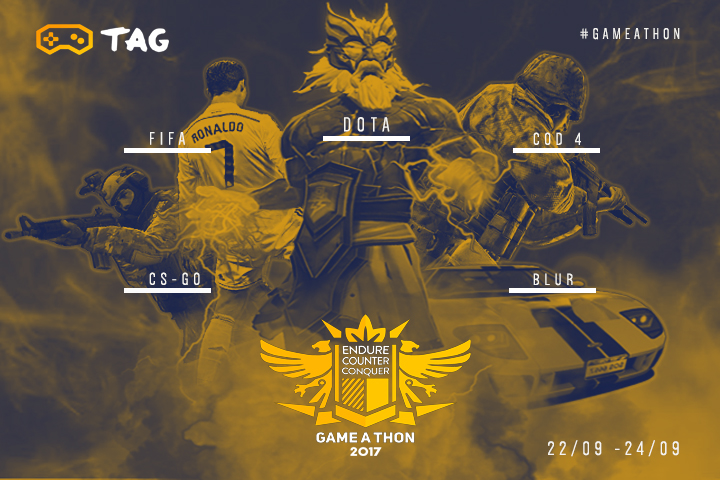 TAG
#GAMEATHON
FIFA
DOTA
COD 4
RONALDO
7
CS-GO
BLUR
ENDURE
COUNTER
CONQUER
GAME A THON
2017
22/09 -24/09